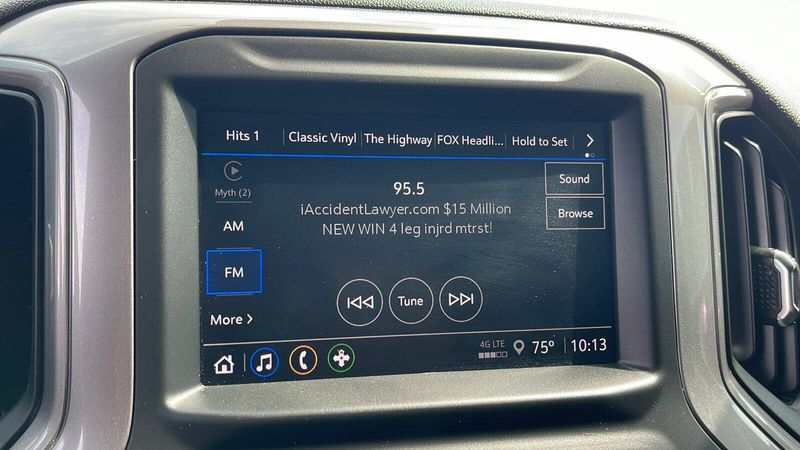 Hits 1
Classic Vinyl
The Highway
FOX Headli...
Hold to Set
Myth (2)
95.5
Sound
iAccidentLawyer.com $15 Million
Browse
AM
NEW WIN 4 leg injrd mtrst!
FM
Tune
More
4G LTE
75° 10:13